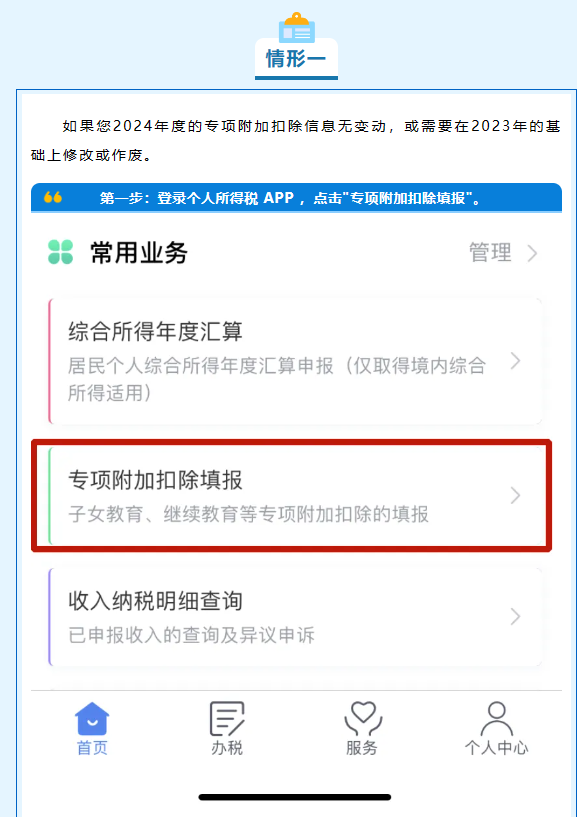 情形一
如果您2024年度的专项附加扣除信息无变动，或需要在2023年的基
础上修改或作废。
第一步：登录个人所得税 APP ，点击"专项附加扣除填报"。
常用业务
管理
综合所得年度汇算
居民个人综合所得年度汇算申报（仅取得境内综合
所得适用）
专项附加扣除填报
子女教育、继续教育等专项附加扣除的填报
收入纳税明细查询
已申报收入的查询及异议申诉
首页 办税 服务 个人中心